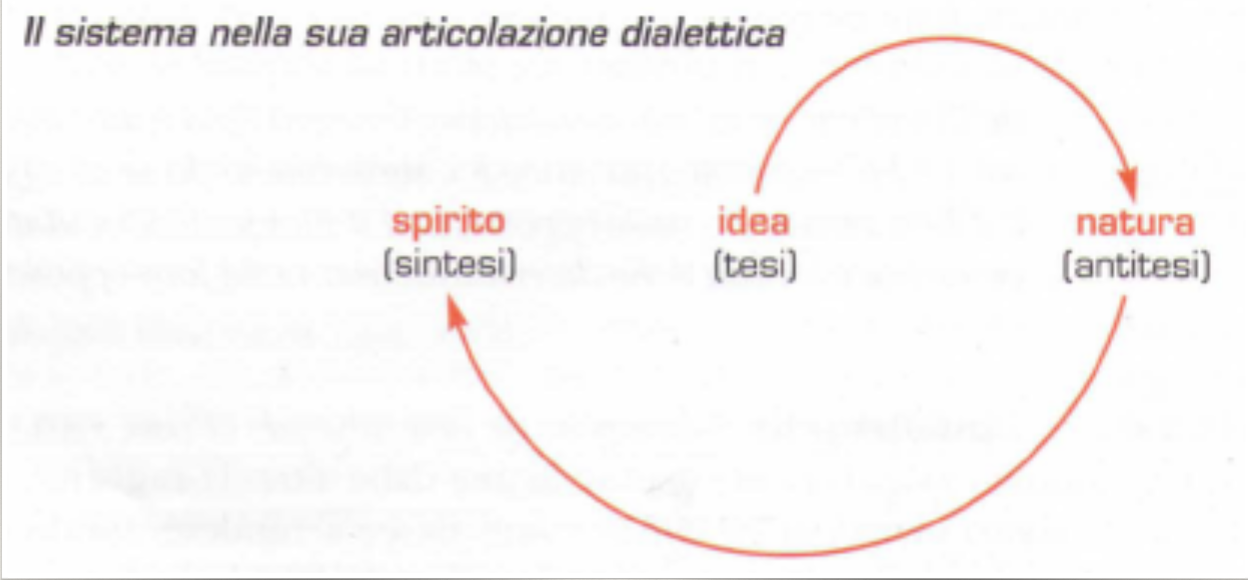 Il sistema nella sua articolazione dialettica
spirito
(sintesi)
idea
(tesi)
natura
(antitesi)